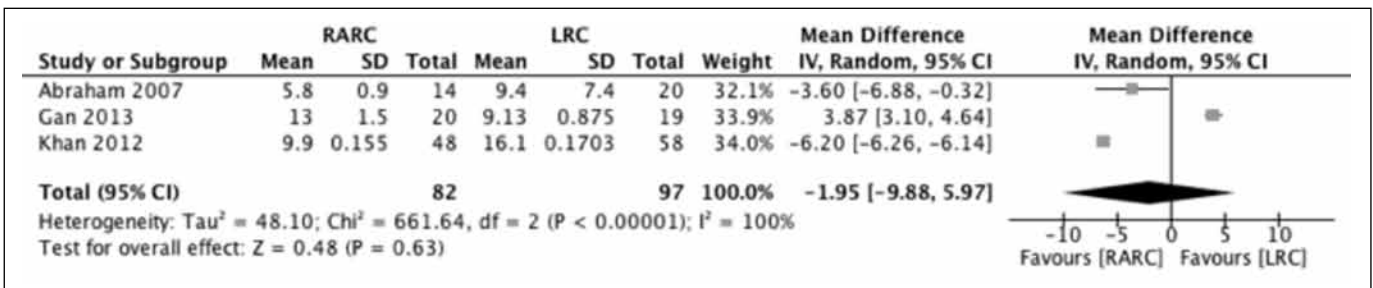 RARC LRC Mean Difference Mean Difference
Study or Subgroup Mean SD Total Mean SD Total Weight IV, Random, 95% CI IV, Random, 95% CI
Abraham 2007 5.8 0.9 14 9.4 7.4 20 32.1% -3.60 [-6.88, -0.32]
Gan 2013 13 1.5 20 9.13 0.875 19 33.9% 3.87 [3.10, 4.64]
Khan 2012 9.9 0.155 48 16.1 0.1703 58 34.0% -6.20 [-6.26, -6.14]
Total (95% CI) 82 97 100.0% -1.95 [-9.88, 5.97]
Heterogeneity: Tau² = 48.10; Chi² = 661.64, df = 2 (P < 0.00001); I² = 100%
Test for overall effect: Z = 0.48 (P = 0.63)
-10 -5 0 5 10
Favours [RARC] Favours [LRC]